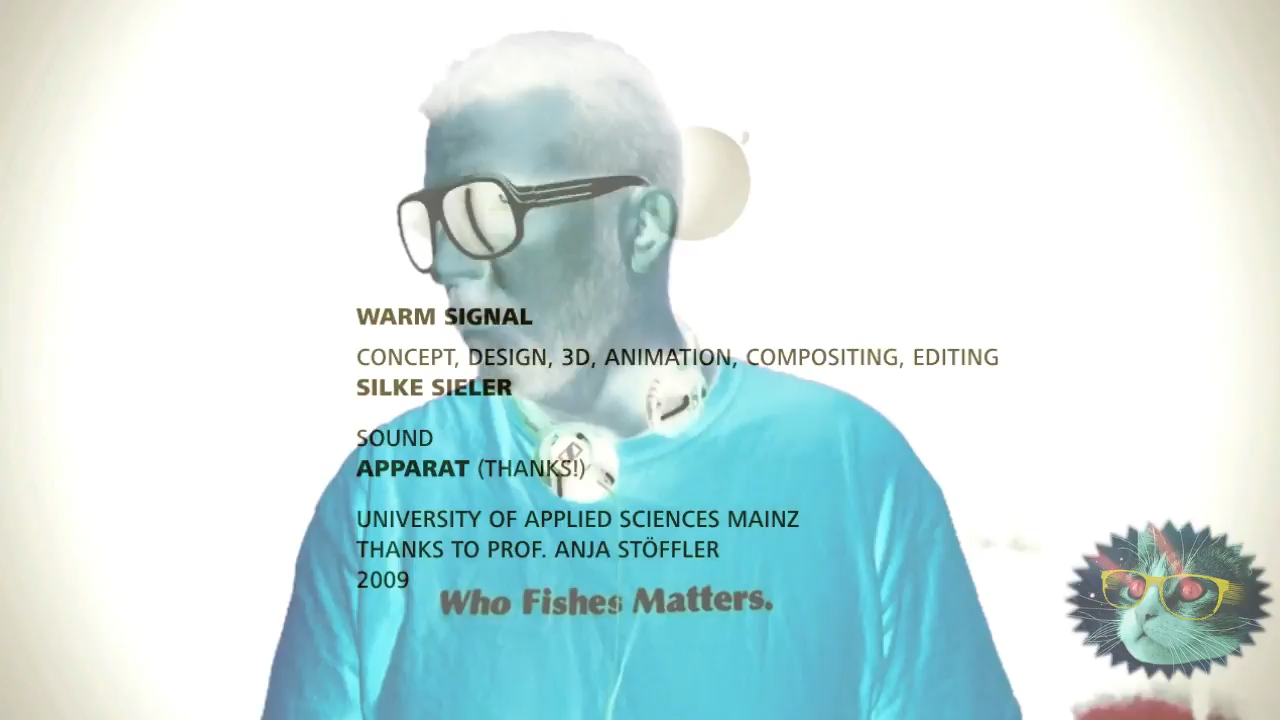 WARM SIGNAL
CONCEPT, DESIGN, 3D, ANIMATION, COMPOSITING, EDITING
SILKE SIELER
SOUND
APPARAT (THANKS!)
UNIVERSITY OF APPLIED SCIENCES MAINZ
THANKS TO PROF. ANJA STÖFFLER
2009
Who Fishes Matters.